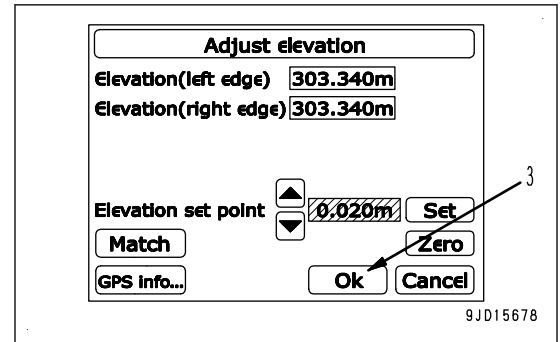 Adjust elevation
Elevation(left edge) 303.340m
Elevation(right edge) 303.340m
3
Elevation set point 0.020m Set
Match Zero
GPS info... Ok Cancel
9JD15678